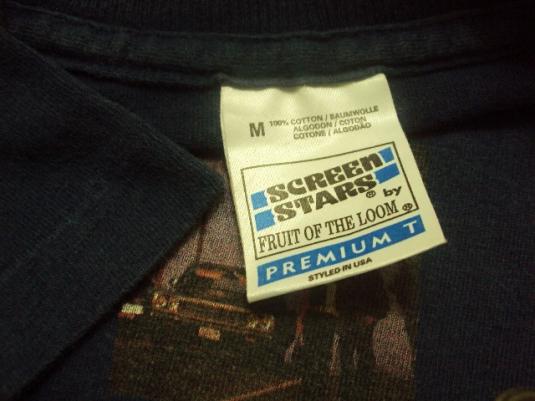 M 100% COTTON / BAUMWOLLE
ALGODON / COTON
COTONE / ALGODÃO
SCREEN
STARS ® by
FRUIT OF THE LOOM ®
PREMIUM T
STYLED IN USA